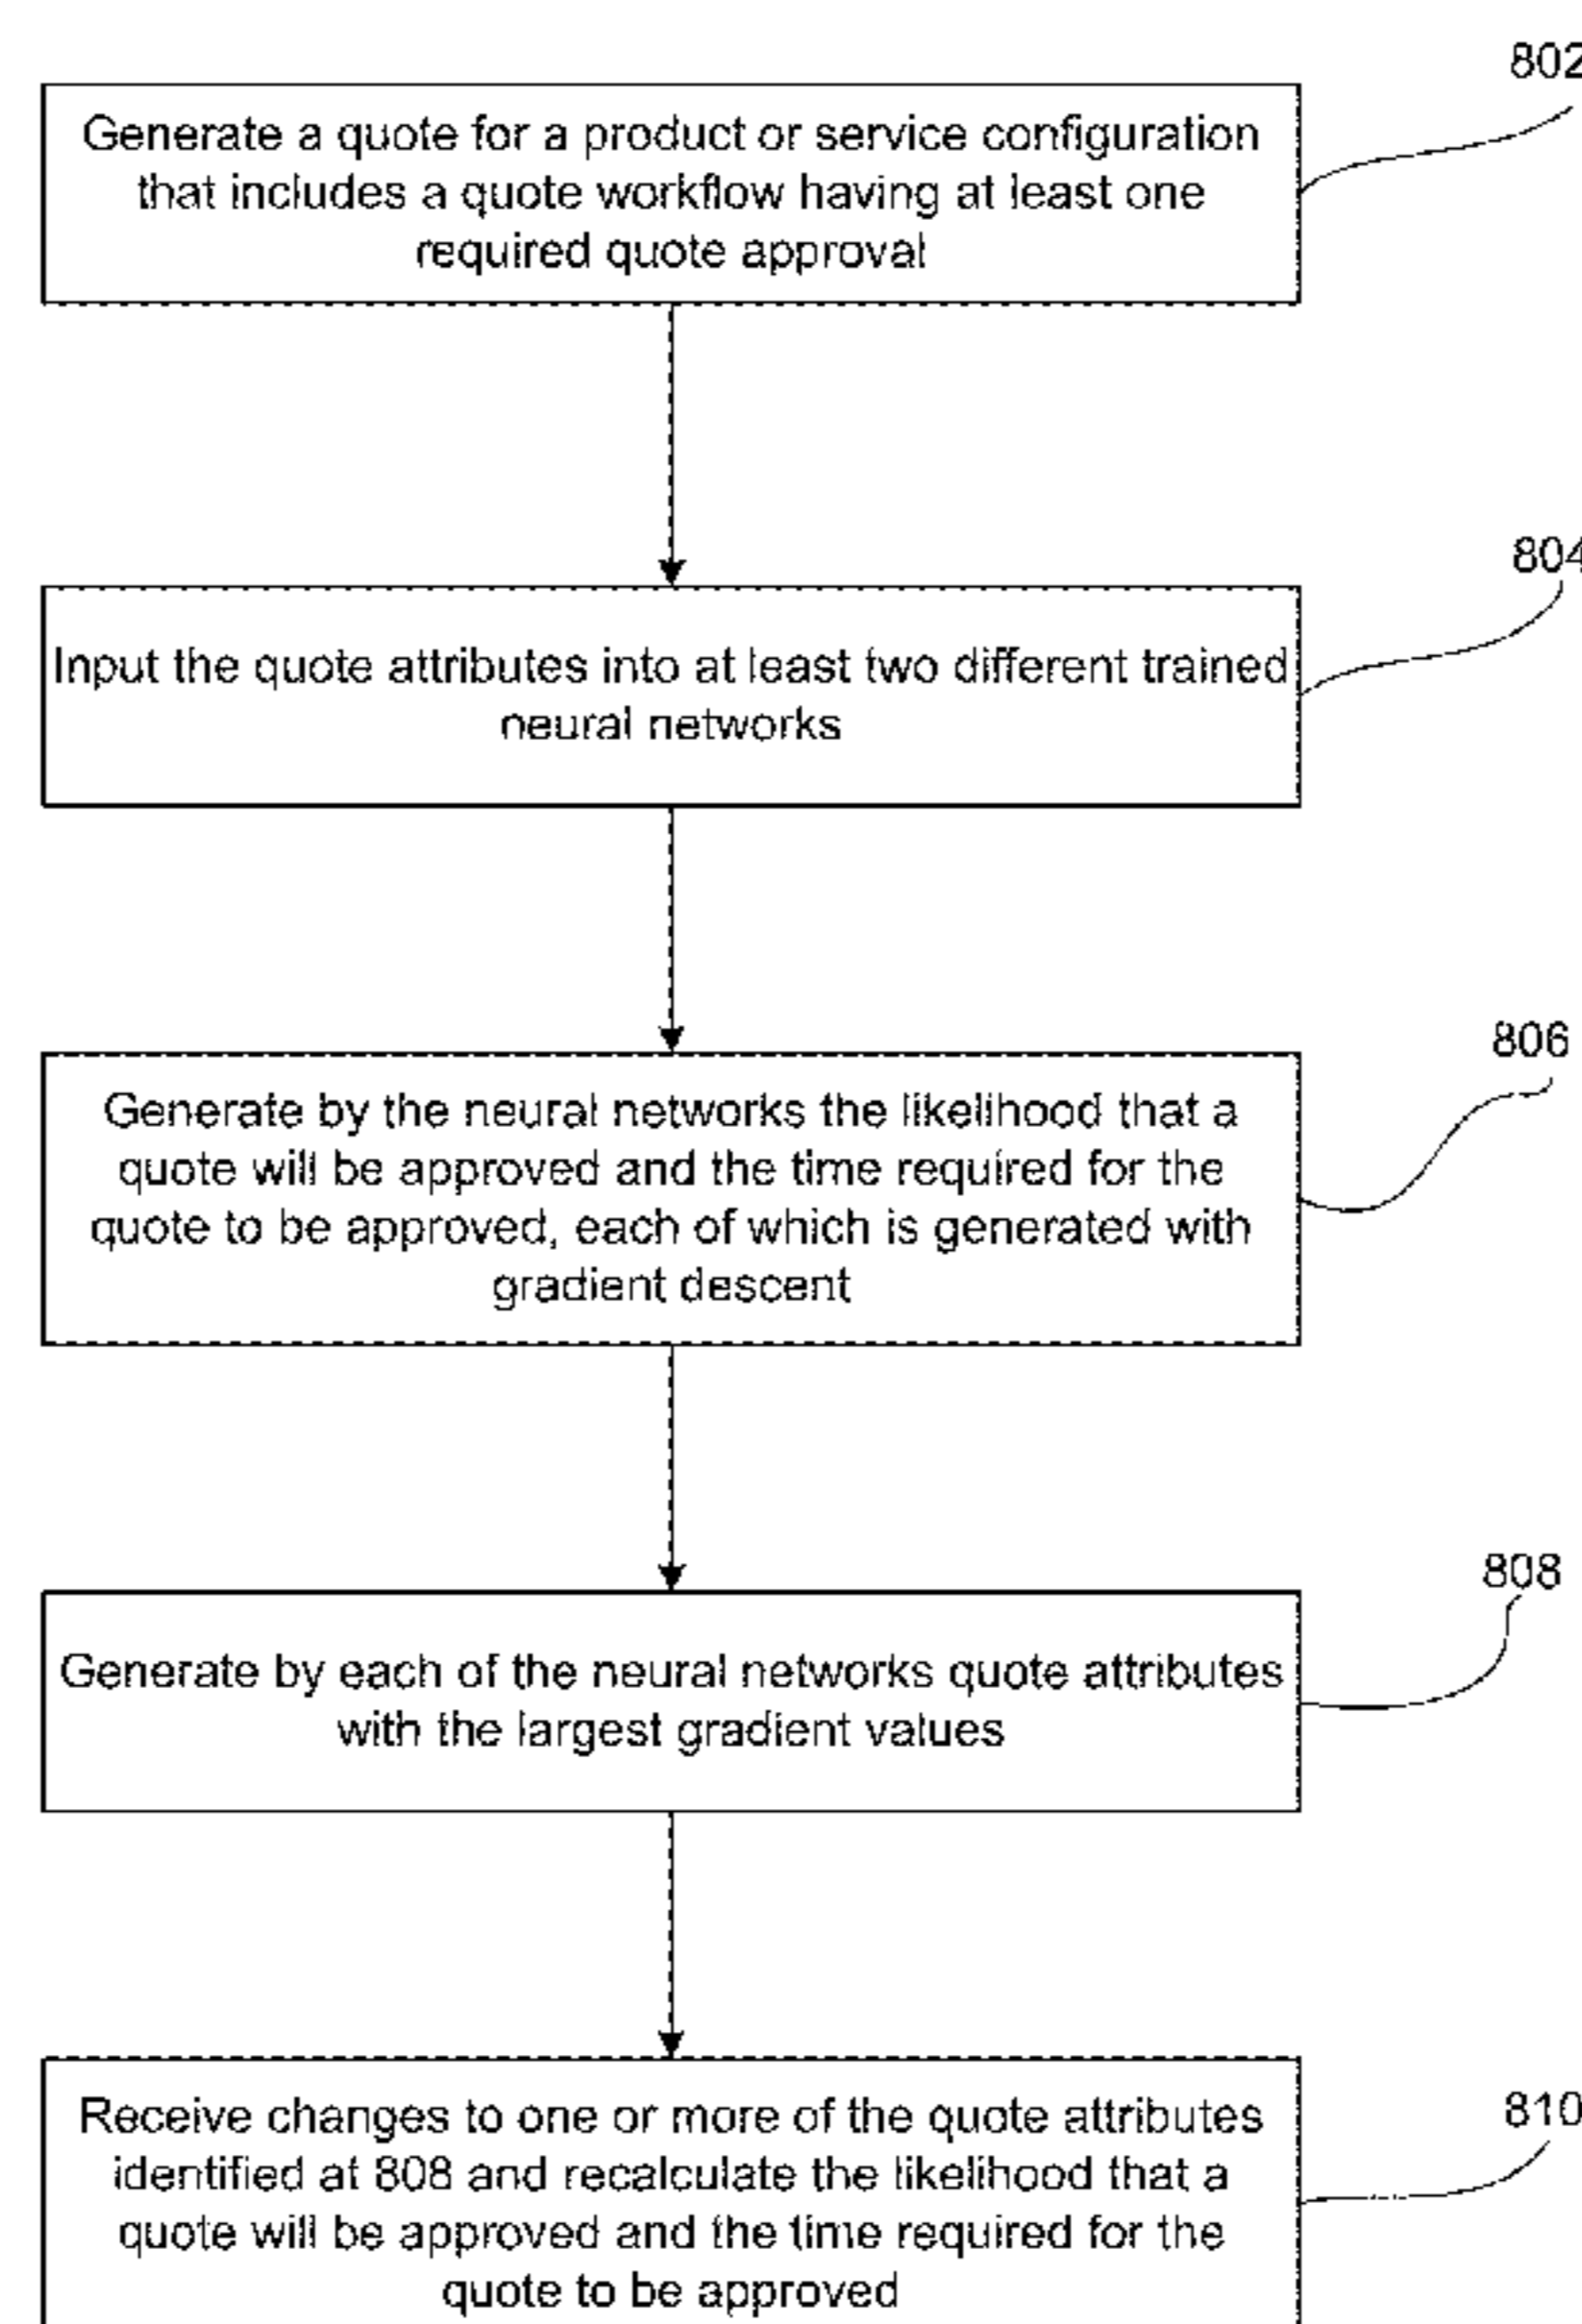 802
Generate a quote for a product or service configuration
that includes a quote workflow having at least one
required quote approval
804
Input the quote attributes into at least two different trained
neural networks
806
Generate by the neural networks the likelihood that a
quote will be approved and the time required for the
quote to be approved, each of which is generated with
gradient descent
808
Generate by each of the neural networks quote attributes
with the largest gradient values
810
Receive changes to one or more of the quote attributes
identified at 808 and recalculate the likelihood that a
quote will be approved and the time required for the
quote to be approved